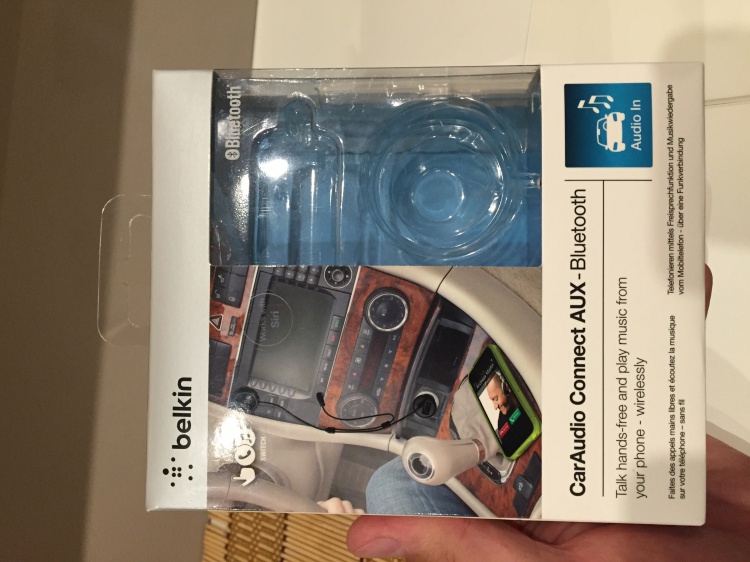 belkin
Bluetooth
Works with
Siri
Audio In
CarAudio Connect AUX - Bluetooth
Talk hands-free and play music from
your phone - wirelessly
Faites des appels mains libres et écoutez la musique
sur votre téléphone – sans fil
Telefonieren mittels Freisprechfunktion und Musikwiedergabe
vom Mobiltelefon - über eine Funkverbindung